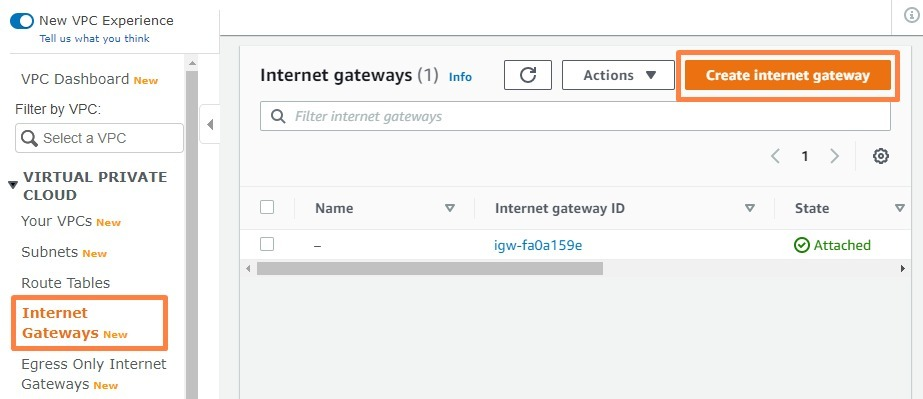 New VPC Experience
Tell us what you think
VPC Dashboard New
Filter by VPC:
Select a VPC
VIRTUAL PRIVATE
CLOUD
Your VPCs New
Subnets New
Route Tables
Internet
Gateways New
Egress Only Internet
Gateways New
Internet gateways (1) Info
Actions
Create internet gateway
Filter internet gateways
1
Name Internet gateway ID State
– igw-fa0a159e Attached